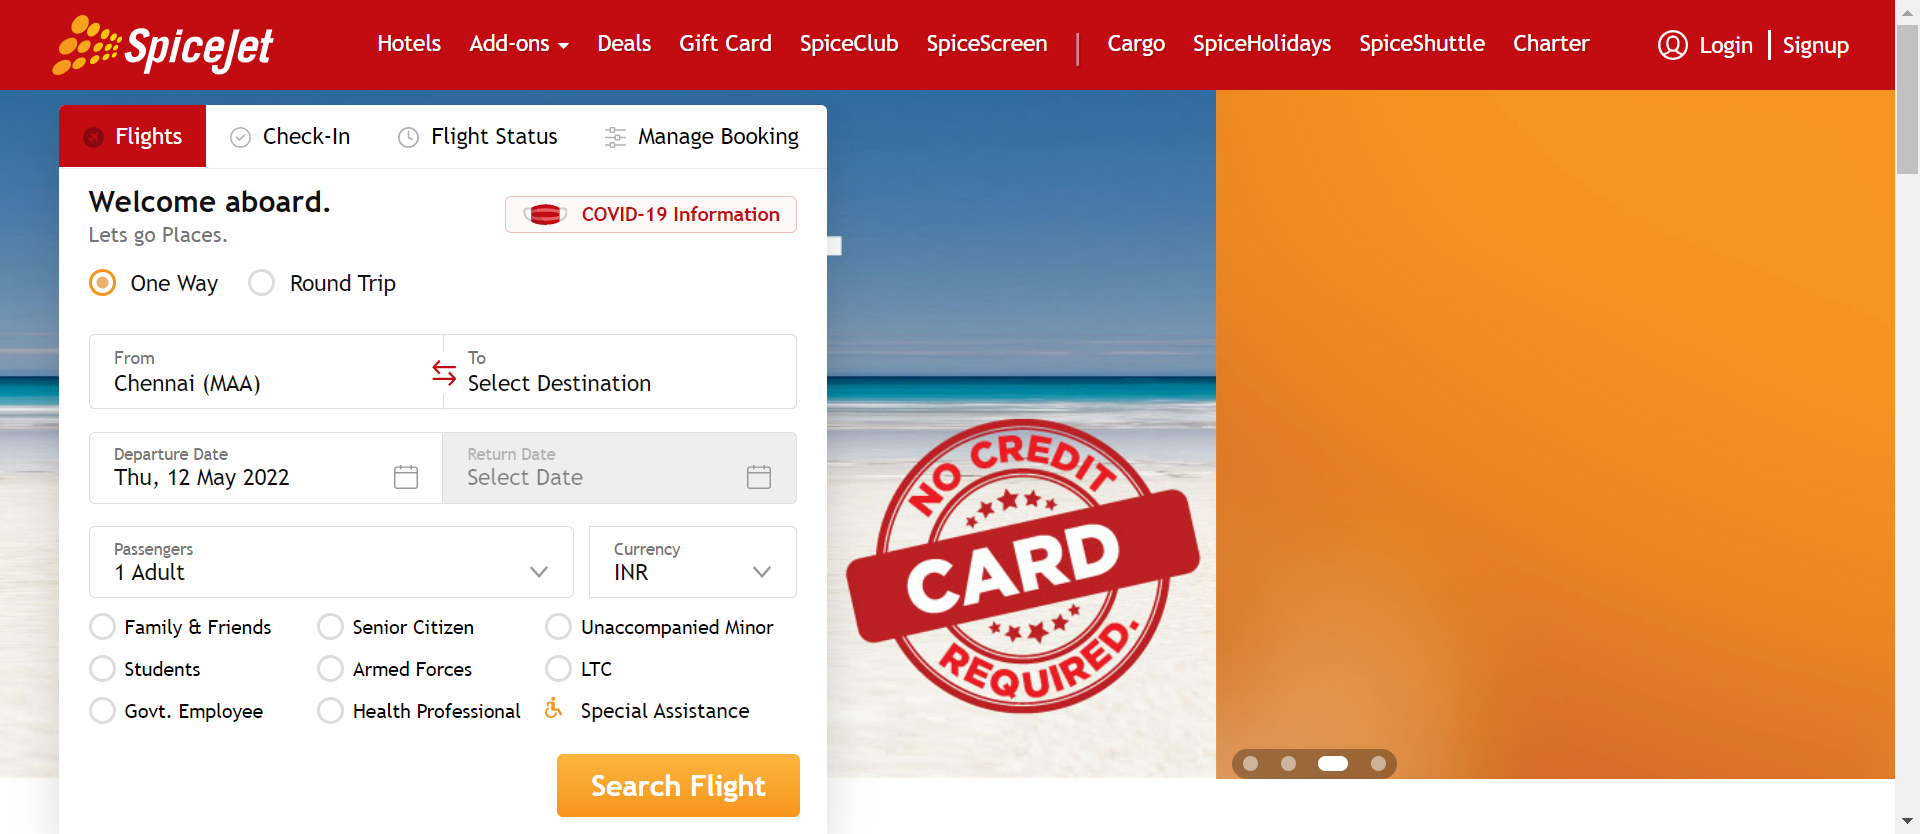 SpiceJet
Hotels Add-ons Deals Gift Card SpiceClub SpiceScreen | Cargo SpiceHolidays SpiceShuttle Charter Login | Signup
Flights Check-In Flight Status Manage Booking
Welcome aboard.
Lets go Places.
COVID-19 Information
One Way Round Trip
From
Chennai (MAA)
To
Select Destination
Departure Date
Thu, 12 May 2022
Return Date
Select Date
Passengers
1 Adult
Currency
INR
Family & Friends Senior Citizen Unaccompanied Minor
Students Armed Forces LTC
Govt. Employee Health Professional Special Assistance
Search Flight
NO CREDIT
CARD
REQUIRED.